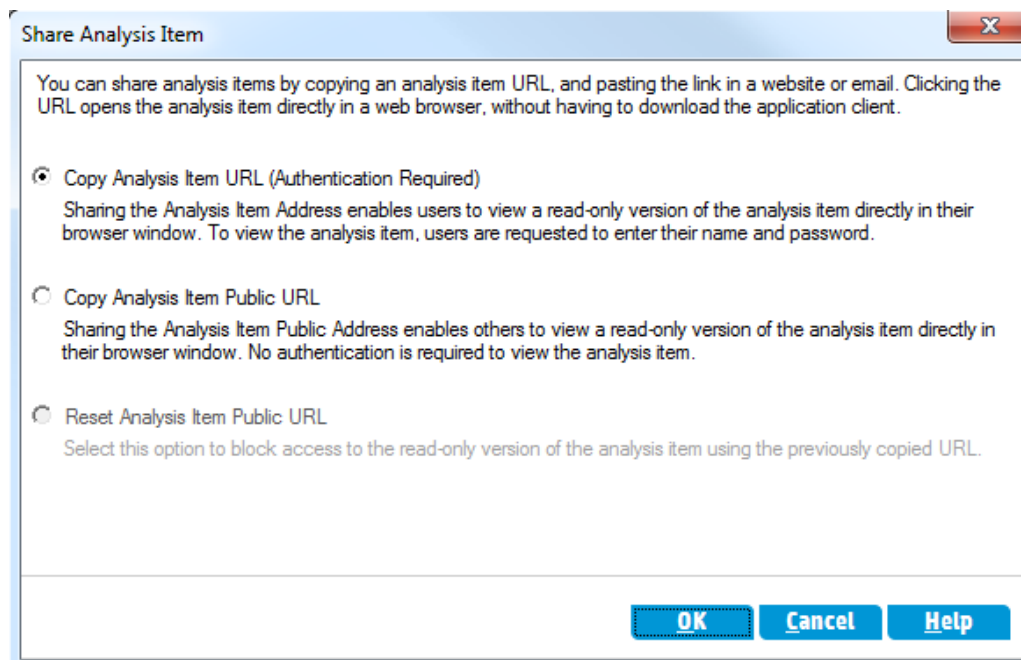 Share Analysis Item
You can share analysis items by copying an analysis item URL, and pasting the link in a website or email. Clicking the
URL opens the analysis item directly in a web browser, without having to download the application client.
Copy Analysis Item URL (Authentication Required)
Sharing the Analysis Item Address enables users to view a read-only version of the analysis item directly in their
browser window. To view the analysis item, users are requested to enter their name and password.
Copy Analysis Item Public URL
Sharing the Analysis Item Public Address enables others to view a read-only version of the analysis item directly in
their browser window. No authentication is required to view the analysis item.
Reset Analysis Item Public URL
Select this option to block access to the read-only version of the analysis item using the previously copied URL.
OK Cancel Help